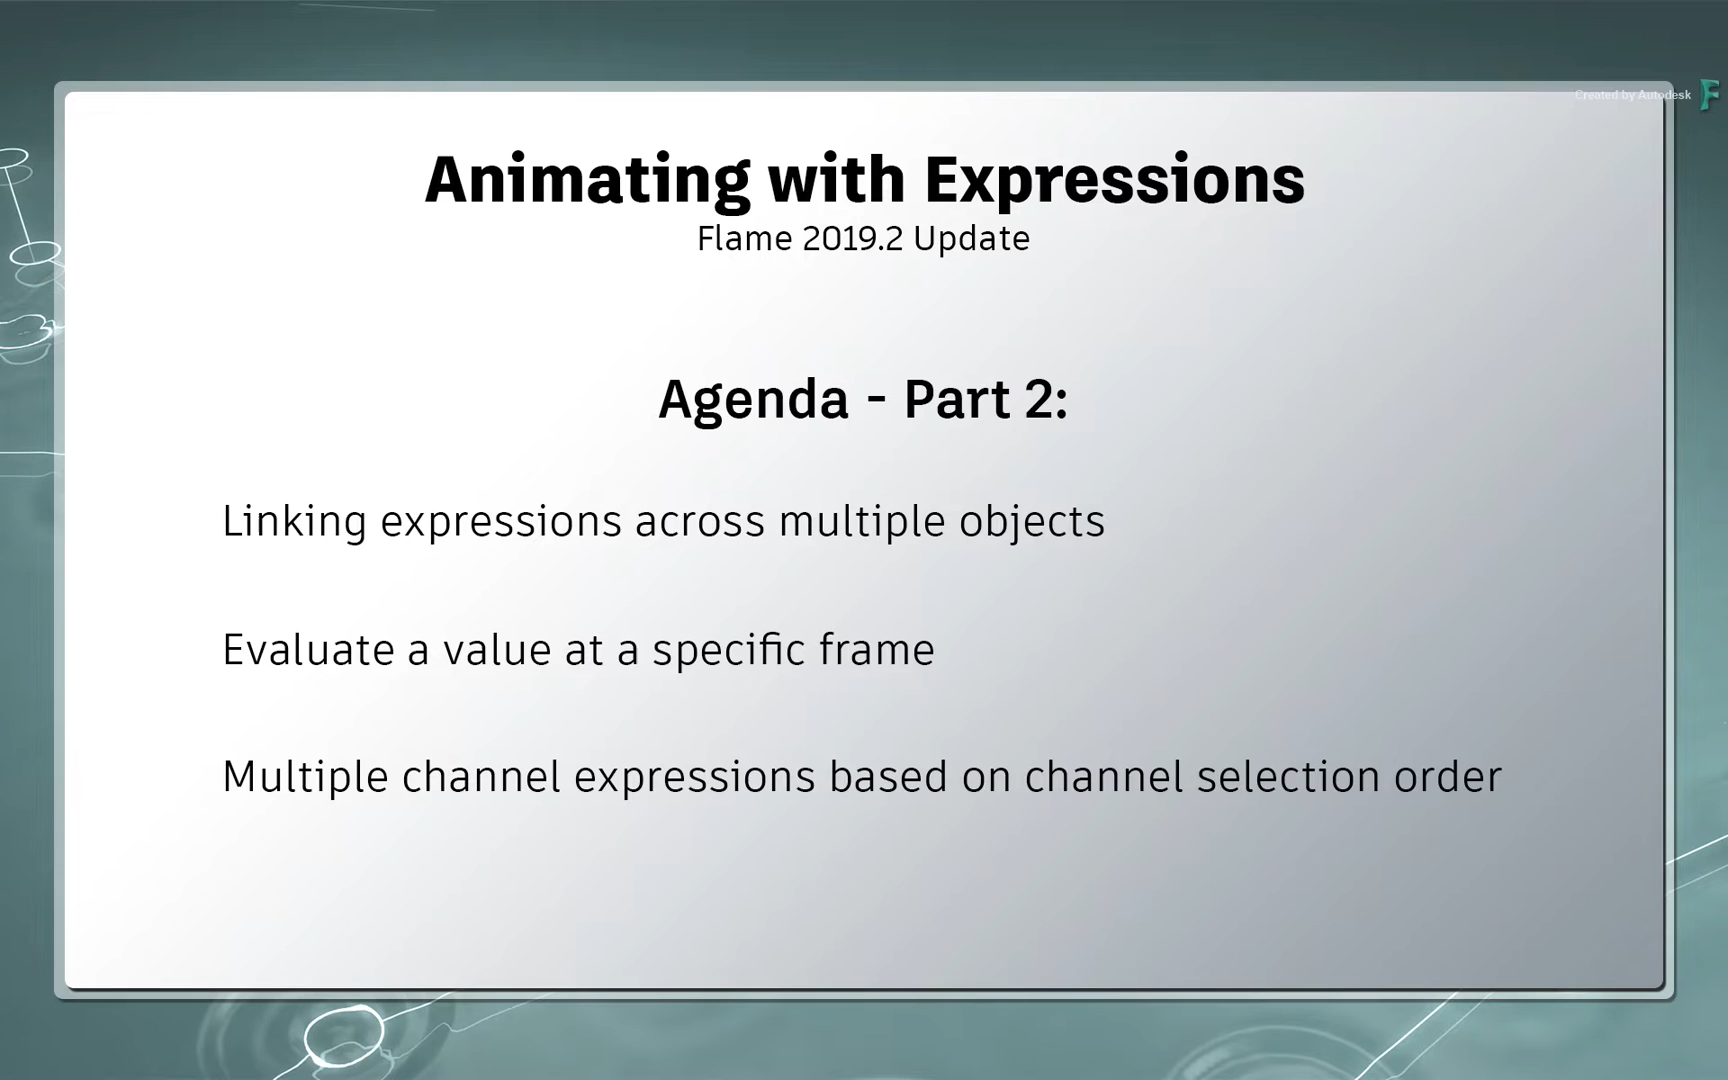 Created by Autodesk
Animating with Expressions
Flame 2019.2 Update
Agenda - Part 2:
Linking expressions across multiple objects
Evaluate a value at a specific frame
Multiple channel expressions based on channel selection order